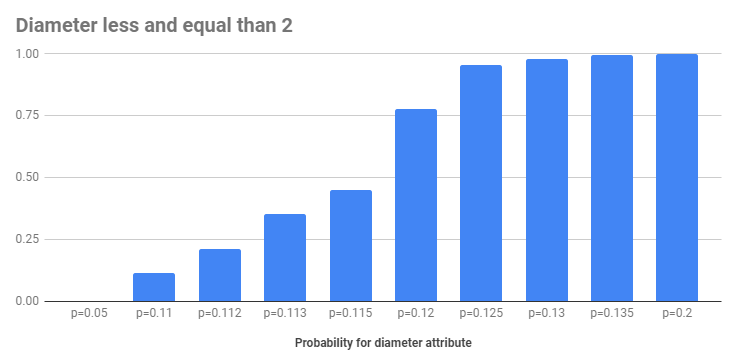 Diameter less and equal than 2
1.00
0.75
0.50
0.25
0.00
p=0.05 p=0.11 p=0.112 p=0.113 p=0.115 p=0.12 p=0.125 p=0.13 p=0.135 p=0.2
Probability for diameter attribute